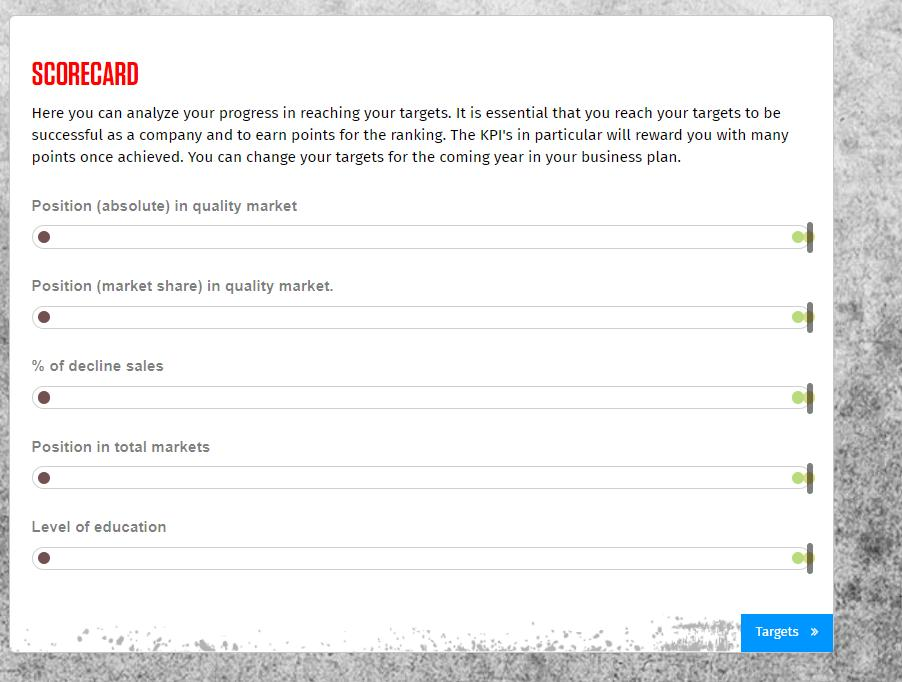 SCORECARD
Here you can analyze your progress in reaching your targets. It is essential that you reach your targets to be
successful as a company and to earn points for the ranking. The KPI's in particular will reward you with many
points once achieved. You can change your targets for the coming year in your business plan.
Position (absolute) in quality market
Position (market share) in quality market.
% of decline sales
Position in total markets
Level of education
Targets »